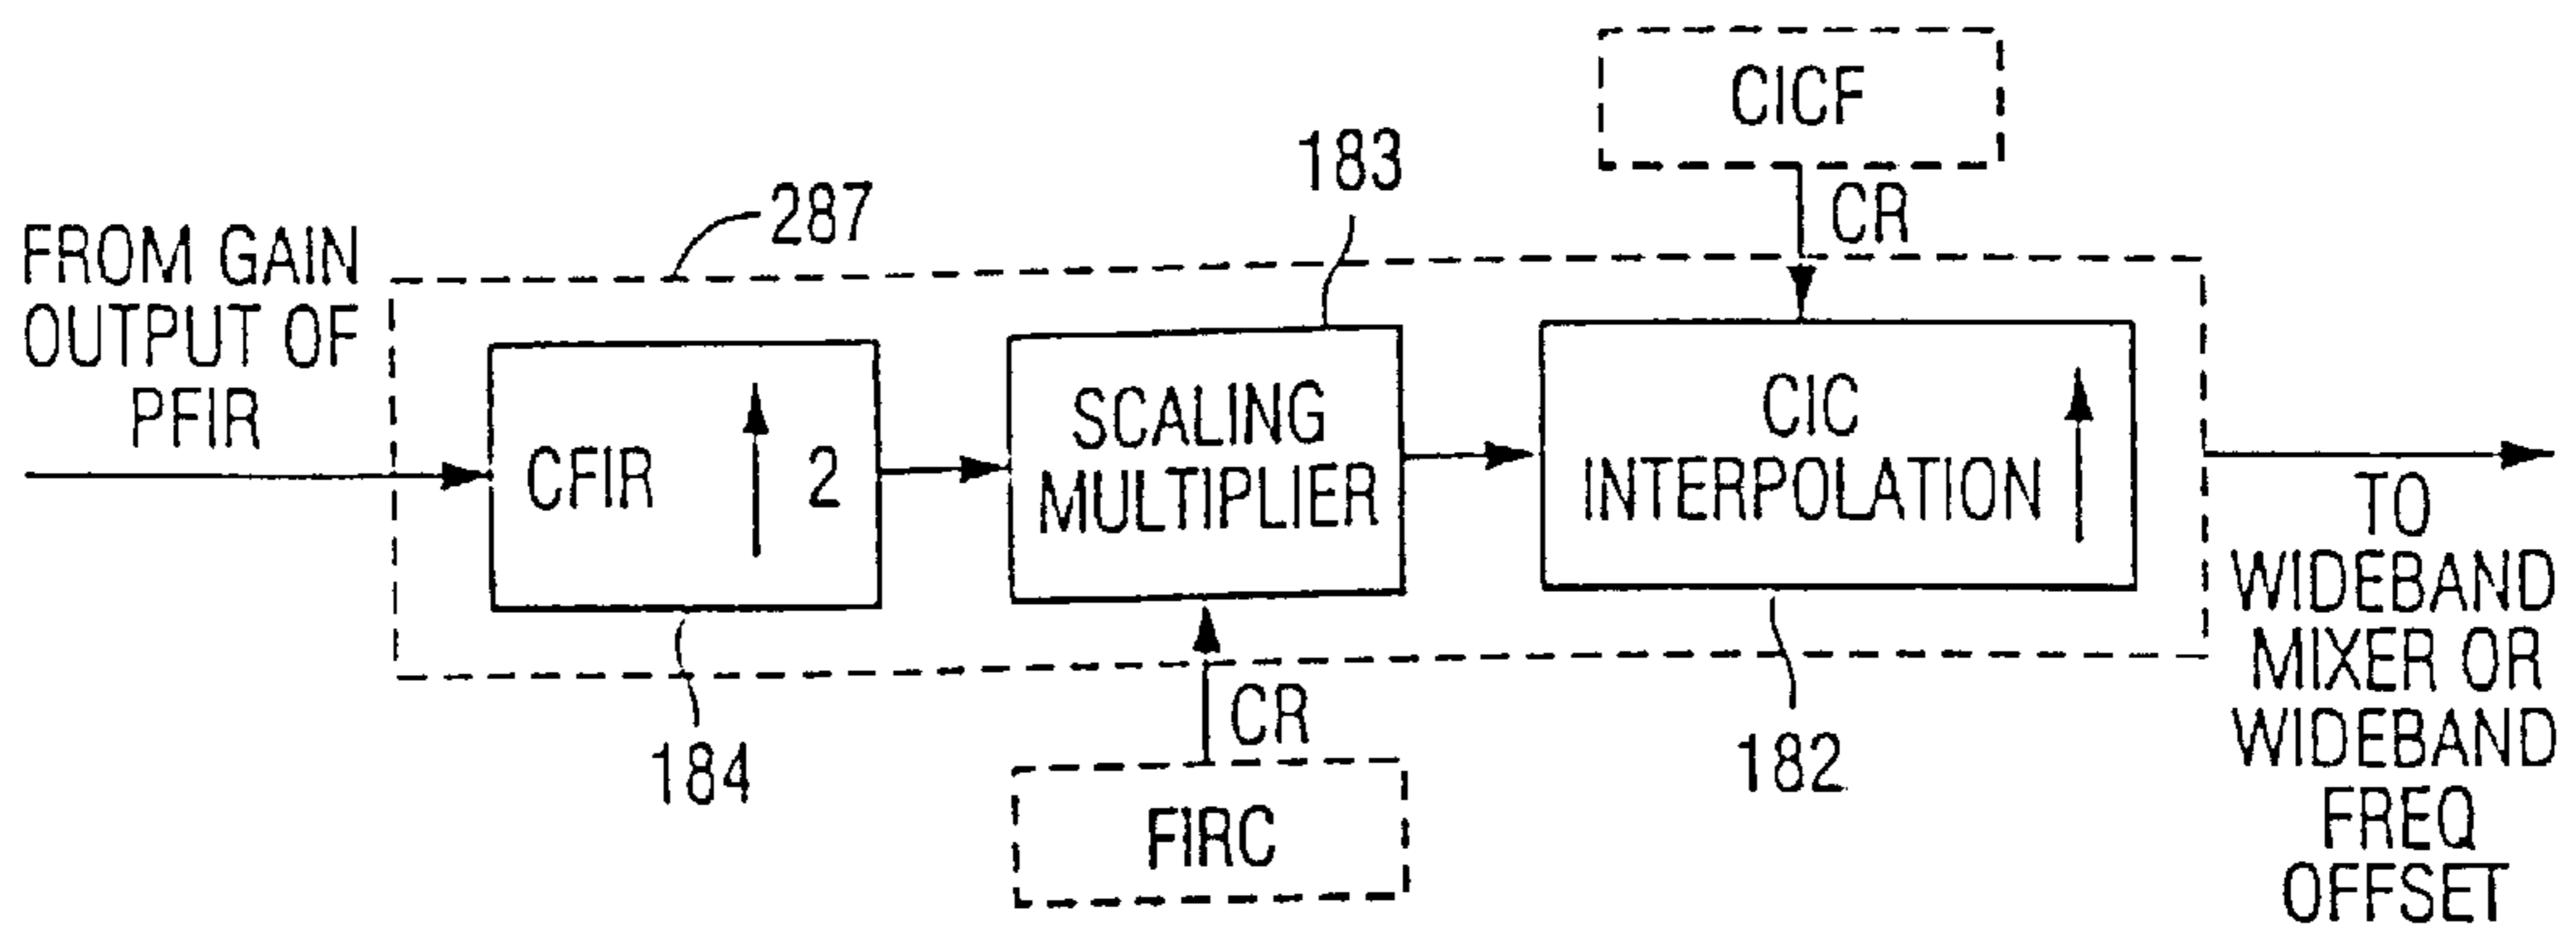 CICF
CR
183
287
FROM GAIN
OUTPUT OF
PFIR
CFIR 2
SCALING
MULTIPLIER
CIC
INTERPOLATION
184
CR
FIRC
182
TO
WIDEBAND
MIXER OR
WIDEBAND
FREQ
OFFSET